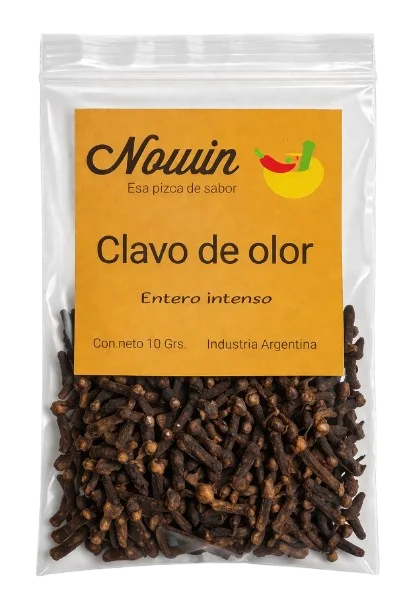 Nowin
Esa pizca de sabor
Clavo de olor
Entero intenso
Con.neto 10 Grs. Industria Argentina